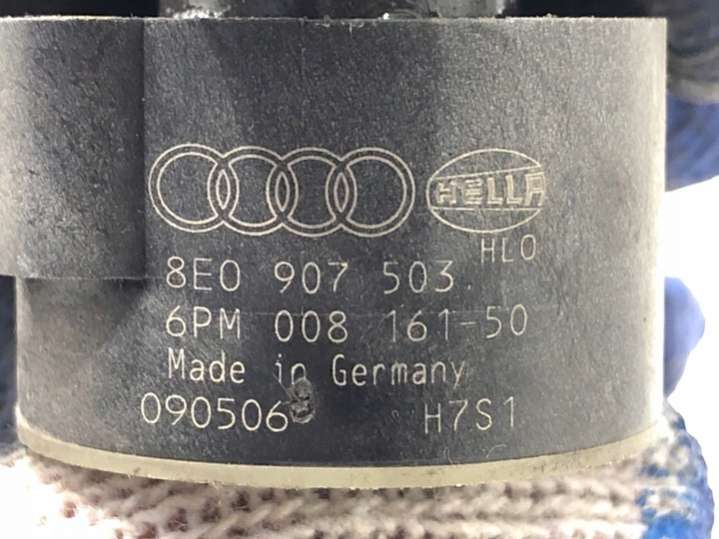 HELLA
HLO
8E0 907 503
6PM 008 161-50
Made in Germany
090506
H7S1